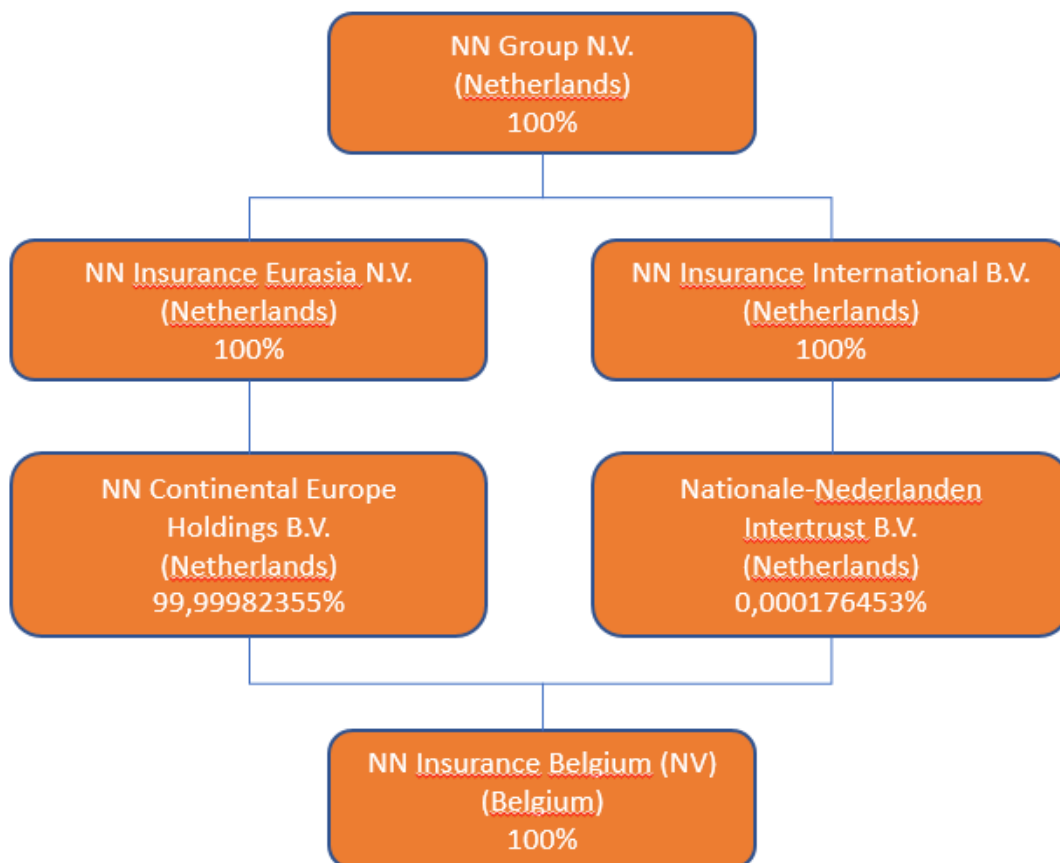 NN Group N.V.
(Netherlands)
100%
NN Insurance Eurasia N.V.
(Netherlands)
100%
NN Insurance International B.V.
(Netherlands)
100%
NN Continental Europe
Holdings B.V.
(Netherlands)
99,99982355%
Nationale-Nederlanden
Intertrust B.V.
(Netherlands)
0,000176453%
NN Insurance Belgium (NV)
(Belgium)
100%